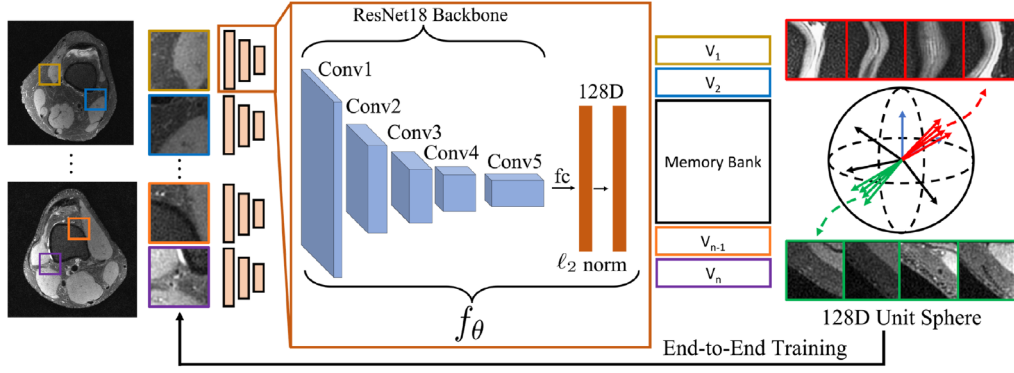 ResNet18 Backbone
Conv1
Conv2
Conv3
Conv4
Conv5
fc
128D
ℓ₂ norm
f_θ
V₁
V₂
Memory Bank
Vₙ₋₁
Vₙ
128D Unit Sphere
End-to-End Training